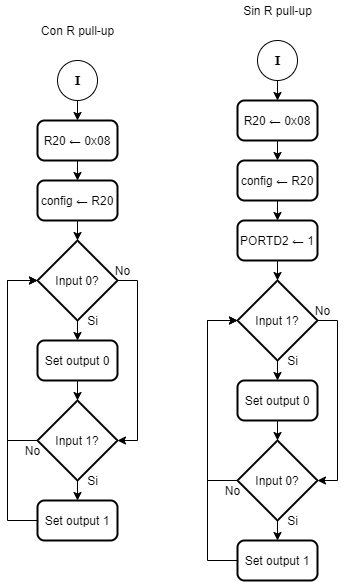 Con R pull-up
I
R20 ← 0x08
config ← R20
Input 0?
No
Si
Set output 0
Input 1?
No
Si
Set output 1
Sin R pull-up
I
R20 ← 0x08
config ← R20
PORTD2 ← 1
Input 1?
No
Si
Set output 0
Input 0?
No
Si
Set output 1